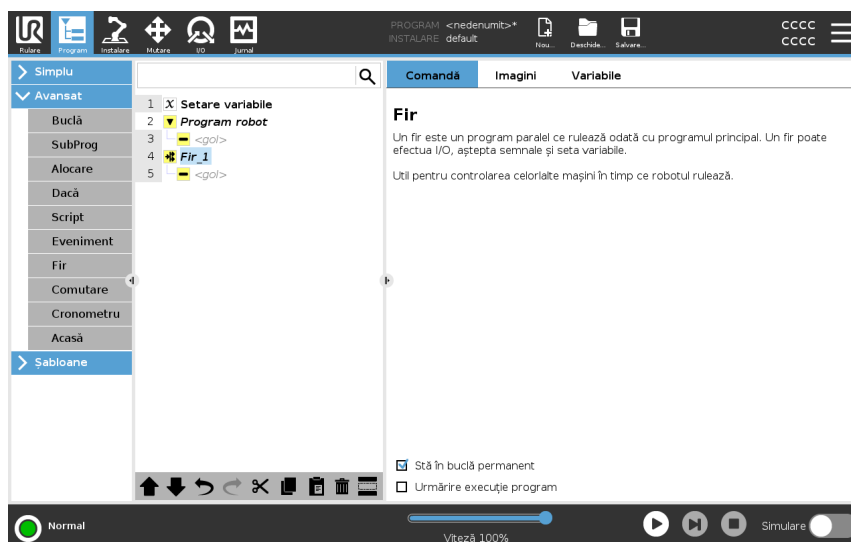 PROGRAM <nedenumit>*
INSTALARE default
Rulare Program Instalare Mutare I/O Jurnal Nou... Deschide... Salvare...
CCCC
CCCC
Simplu
Avansat
Buclă
SubProg
Alocare
Dacă
Script
Eveniment
Fir
Comutare
Cronometru
Acasă
Șabloane
1 X Setare variabile
2 Program robot
3 <gol>
4 Fir_1
5 <gol>
Comandă Imagini Variabile
Fir
Un fir este un program paralel ce rulează odată cu programul principal. Un fir poate
efectua I/O, aștepta semnale și seta variabile.
Util pentru controlarea celorlalte mașini în timp ce robotul rulează.
Stă în buclă permanent
Urmărire execuție program
Normal
Viteză 100%
Simulare